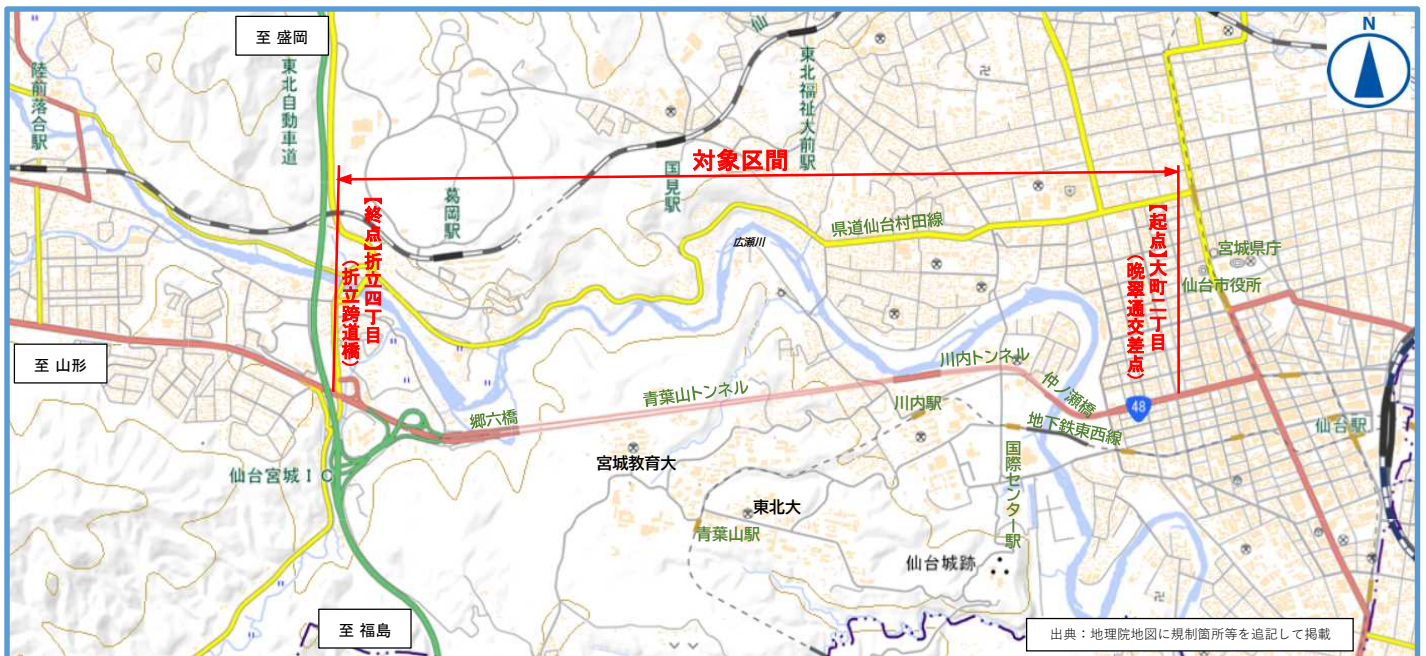 至 盛岡
東北自動車道
陸前落合駅
仙
東北福祉大前駅
N
対象区間
国見駅
葛岡駅
【終点】折立四丁目
(折立跨道橋)
県道仙台村田線
広瀬川
【起点】大町二丁目
(晩翠通交差点)
宮城県庁
仙台市役所
至 山形
川内トンネル
青葉山トンネル
仲ノ瀬橋
川内駅
48
郷六橋
地下鉄東西線
仙台駅
宮城教育大
仙台宮城IC
国際センター駅
東北大
青葉山駅
仙台城跡
至 福島
出典:地理院地図に規制箇所等を追記して掲載